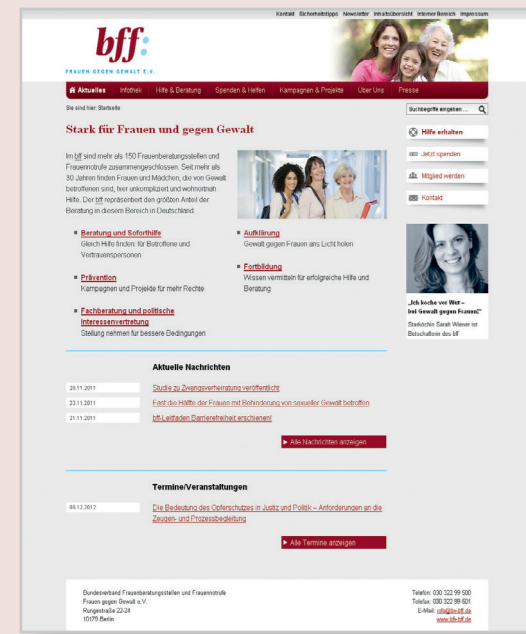 Kontakt Sicherheitstipps Newsletter Inhaltsübersicht Interner Bereich Impressum
bff:
FRAUEN GEGEN GEWALT E.V.
Aktuelles Infothek Hilfe & Beratung Spenden & Helfen Kampagnen & Projekte Über Uns Presse
Sie sind hier: Startseite
Suchbegriffe eingeben ...
Stark für Frauen und gegen Gewalt
Im bff sind mehr als 150 Frauenberatungsstellen und
Frauennotrufe zusammengeschlossen. Seit mehr als
30 Jahren finden Frauen und Mädchen, die von Gewalt
betroffenen sind, hier unkompliziert und wohnortnah
Hilfe. Der bff repräsentiert den größten Anteil der
Beratung in diesem Bereich in Deutschland.
Beratung und Soforthilfe
Gleich Hilfe finden: für Betroffene und
Vertrauenspersonen
Prävention
Kampagnen und Projekte für mehr Rechte
Fachberatung und politische
Interessenvertretung
Stellung nehmen für bessere Bedingungen
Aufklärung
Gewalt gegen Frauen ans Licht holen
Fortbildung
Wissen vermitteln für erfolgreiche Hilfe und
Beratung
Hilfe erhalten
Jetzt spenden
Mitglied werden
Kontakt
„Ich koche vor Wut –
bei Gewalt gegen Frauen!"
Starköchin Sarah Wiener ist
Botschafterin des bff
Aktuelle Nachrichten
28.11.2011 Studie zu Zwangsverheiratung veröffentlicht
23.11.2011 Fast die Hälfte der Frauen mit Behinderung von sexueller Gewalt betroffen
21.11.2011 bff-Leitfaden Barrierefreiheit erschienen!
Alle Nachrichten anzeigen
Termine/Veranstaltungen
08.12.2012 Die Bedeutung des Opferschutzes in Justiz und Politik – Anforderungen an die
Zeugen- und Prozessbegleitung
Alle Termine anzeigen
Bundesverband Frauenberatungsstellen und Frauennotrufe
Frauen gegen Gewalt e.V.
Rungestraße 22-24
10179 Berlin
Telefon: 030 322 99 500
Telefax: 030 322 99 501
E-Mail: info@bv-bff.de
www.bv-bff.de